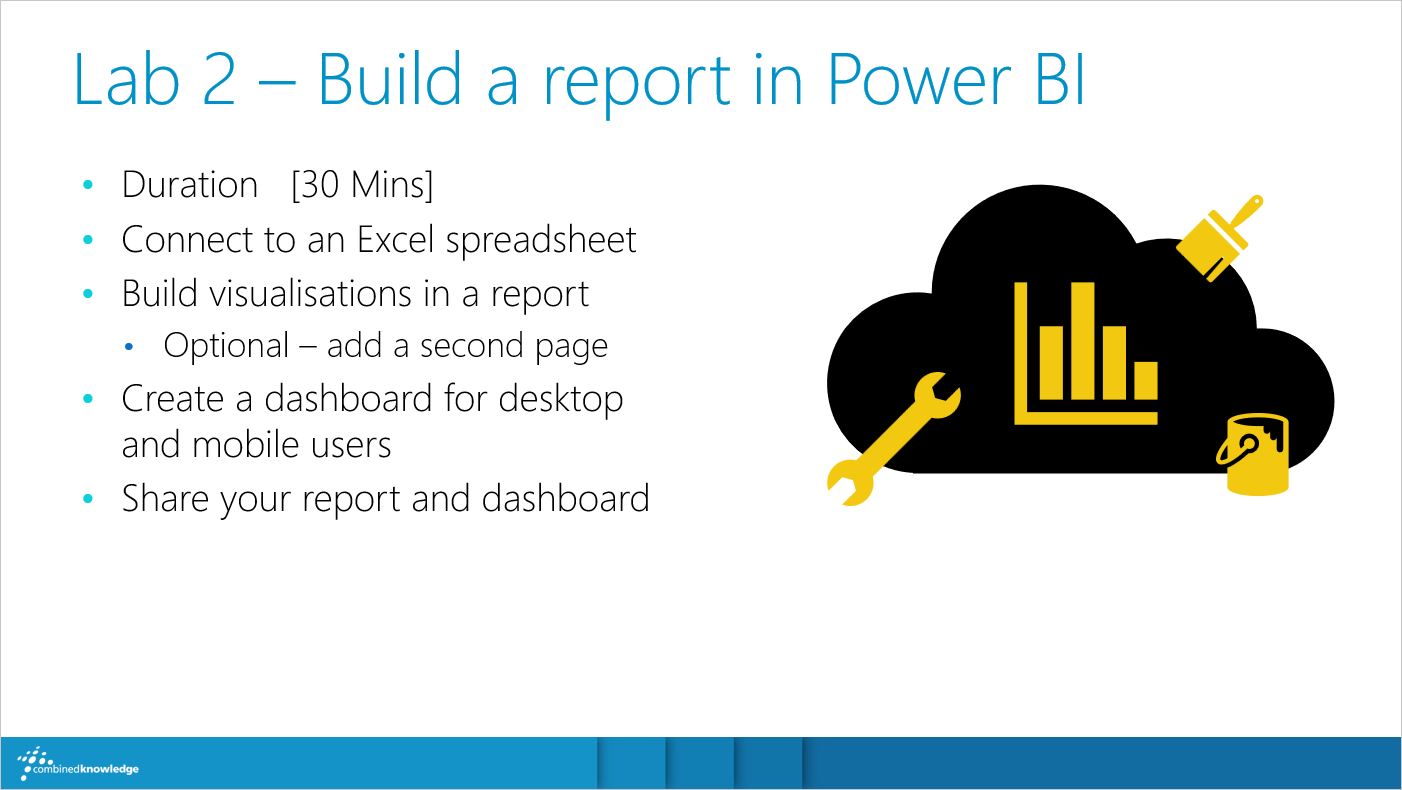 Lab 2 – Build a report in Power BI
• Duration [30 Mins]
• Connect to an Excel spreadsheet
• Build visualisations in a report
• Optional – add a second page
• Create a dashboard for desktop
and mobile users
• Share your report and dashboard
combinedknowledge